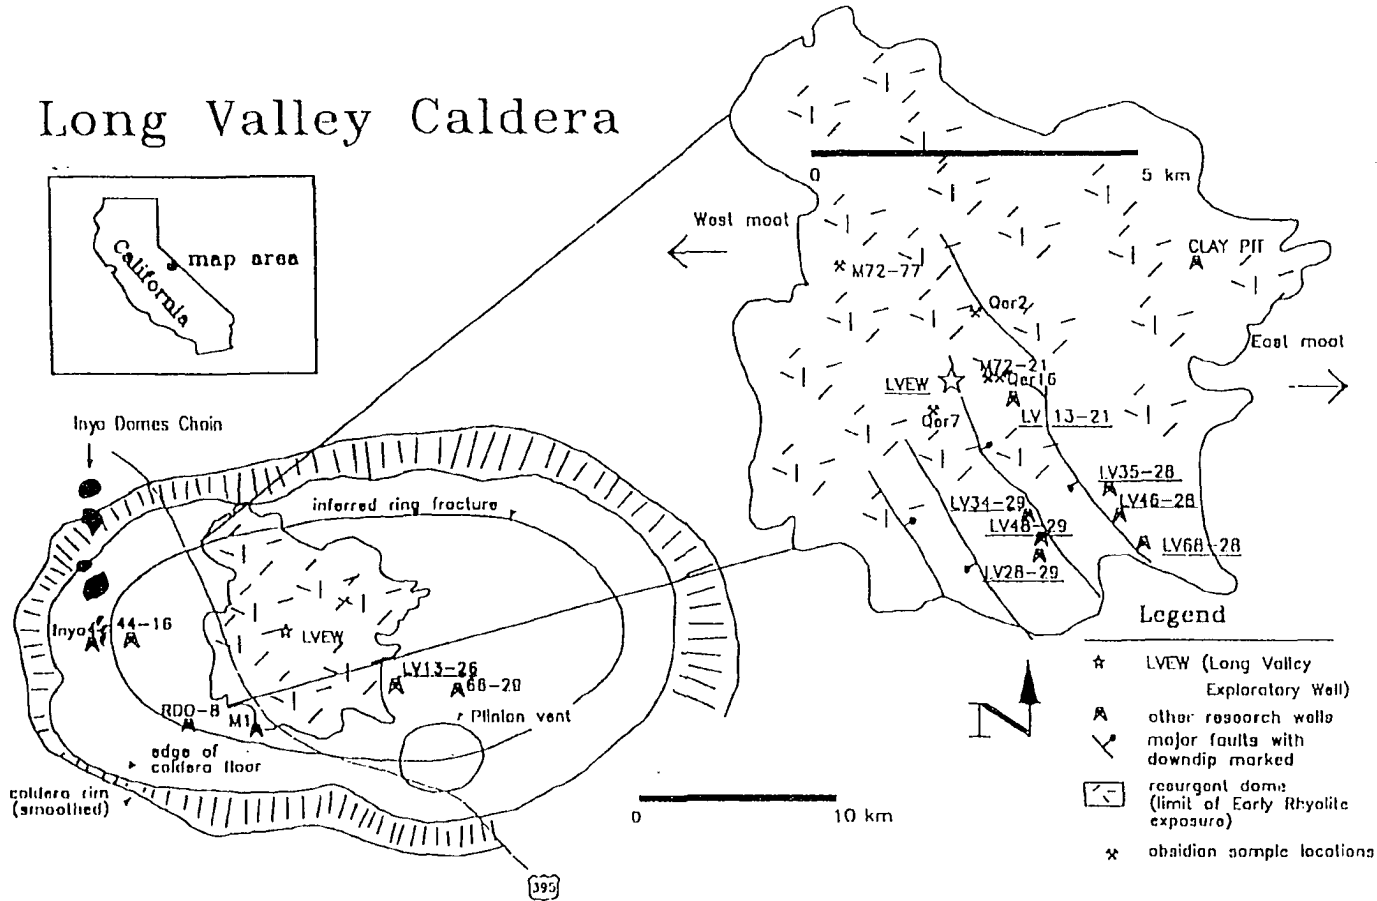 Long Valley Caldera
California
map area
0
5 km
West moat
M72-77
CLAY PIT
Qer2
East moat
M72-21
LVEW
Qer16
Qer7
LV 13-21
LV35-28
LV34-29
LV46-28
LV48-29
LV68-28
LV28-29
Inyo Domes Chain
inferred ring fracture
Inyo4
44-16
LVEW
LV13-26
66-29
RDO-8
M1
Plinian vent
edge of
caldera floor
caldera rim
(smoothed)
0
10 km
395
N
Legend
LVEW (Long Valley
Exploratory Well)
other research wells
major faults with
downdip marked
resurgent dome
(limit of Early Rhyolite
exposure)
obsidian sample locations